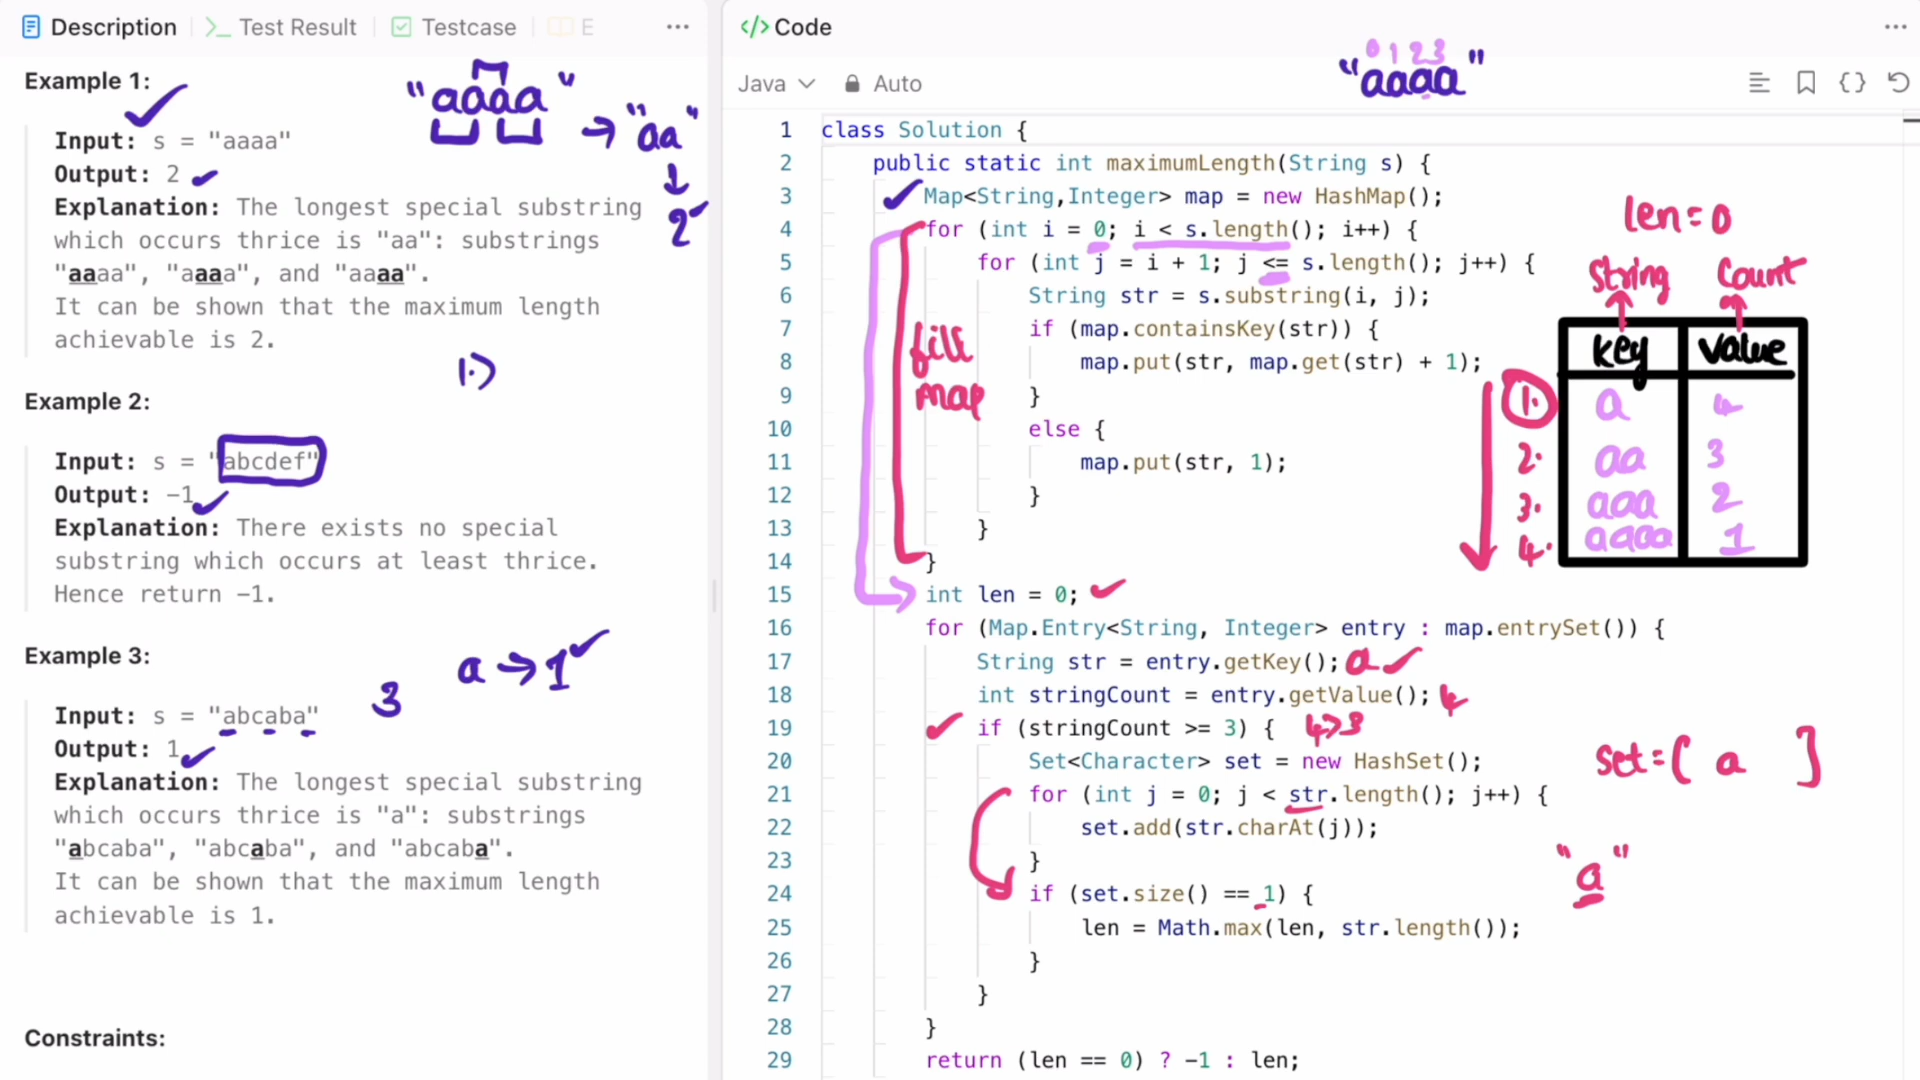 Description
Test Result
Testcase
E
Example 1:
Input: s = "aaaa"
Output: 2
Explanation: The longest special substring
which occurs thrice is "aa": substrings
"aaaa", "aaaa", and "aaaa".
It can be shown that the maximum length
achievable is 2.
"aaaa" → "aa"
2
1.)
Example 2:
Input: s = "abcdef"
Output: -1
Explanation: There exists no special
substring which occurs at least thrice.
Hence return -1.
Example 3:
a → 1
3
Input: s = "abcaba"
Output: 1
Explanation: The longest special substring
which occurs thrice is "a": substrings
"abcaba", "abcaba", and "abcaba".
It can be shown that the maximum length
achievable is 1.
Constraints:
</> Code
Java
Auto
0 1 2 3
"aaaa"
{}
1 class Solution {
2 public static int maximumLength(String s) {
3 Map<String,Integer> map = new HashMap();
4 for (int i = 0; i < s.length(); i++) {
5 for (int j = i + 1; j <= s.length(); j++) {
6 String str = s.substring(i, j);
7 if (map.containsKey(str)) {
8 map.put(str, map.get(str) + 1);
9 }
10 else {
11 map.put(str, 1);
12 }
13 }
14 }
15 int len = 0;
16 for (Map.Entry<String, Integer> entry : map.entrySet()) {
17 String str = entry.getKey(); a
18 int stringCount = entry.getValue(); 4
19 if (stringCount >= 3) { 4>3
20 Set<Character> set = new HashSet();
21 for (int j = 0; j < str.length(); j++) {
22 set.add(str.charAt(j));
23 }
24 if (set.size() == 1) {
25 len = Math.max(len, str.length());
26 }
27 }
28 }
29 return (len == 0) ? -1 : len;
fill
map
len=0
String Count
key value
1. a 4
2. aa 3
3. aaa 2
4. aaaa 1
set=[ a ]
"a"